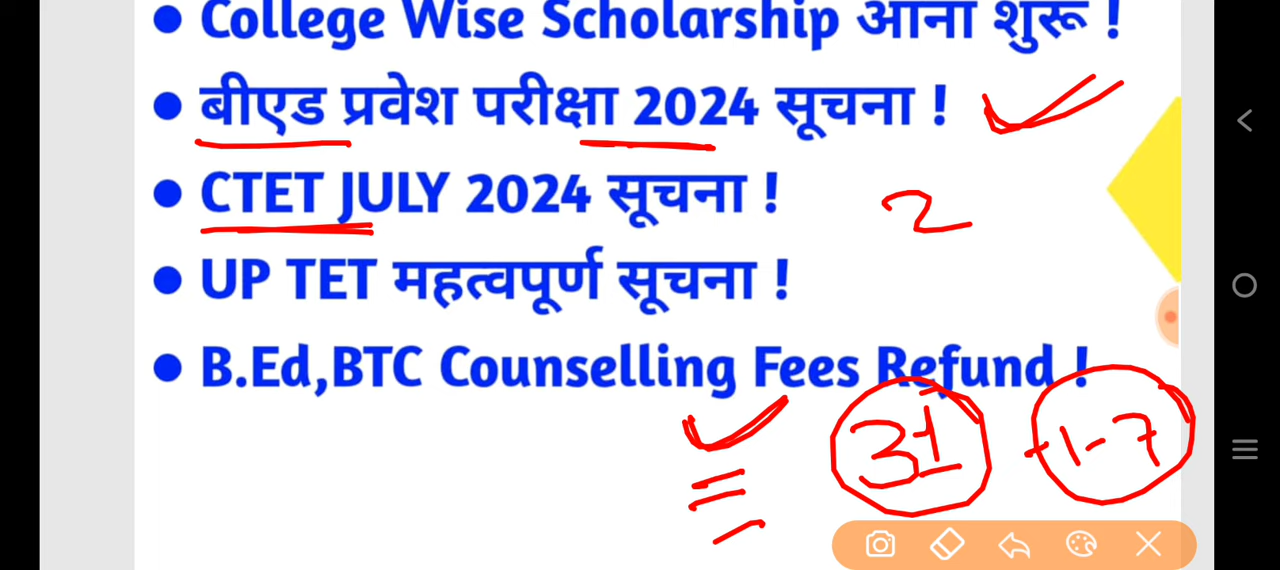 • College Wise Scholarship आना शुरू !
• बीएड प्रवेश परीक्षा 2024 सूचना !
• CTET JULY 2024 सूचना !
2
• UP TET महत्वपूर्ण सूचना !
• B.Ed,BTC Counselling Fees Refund !
31 1-7